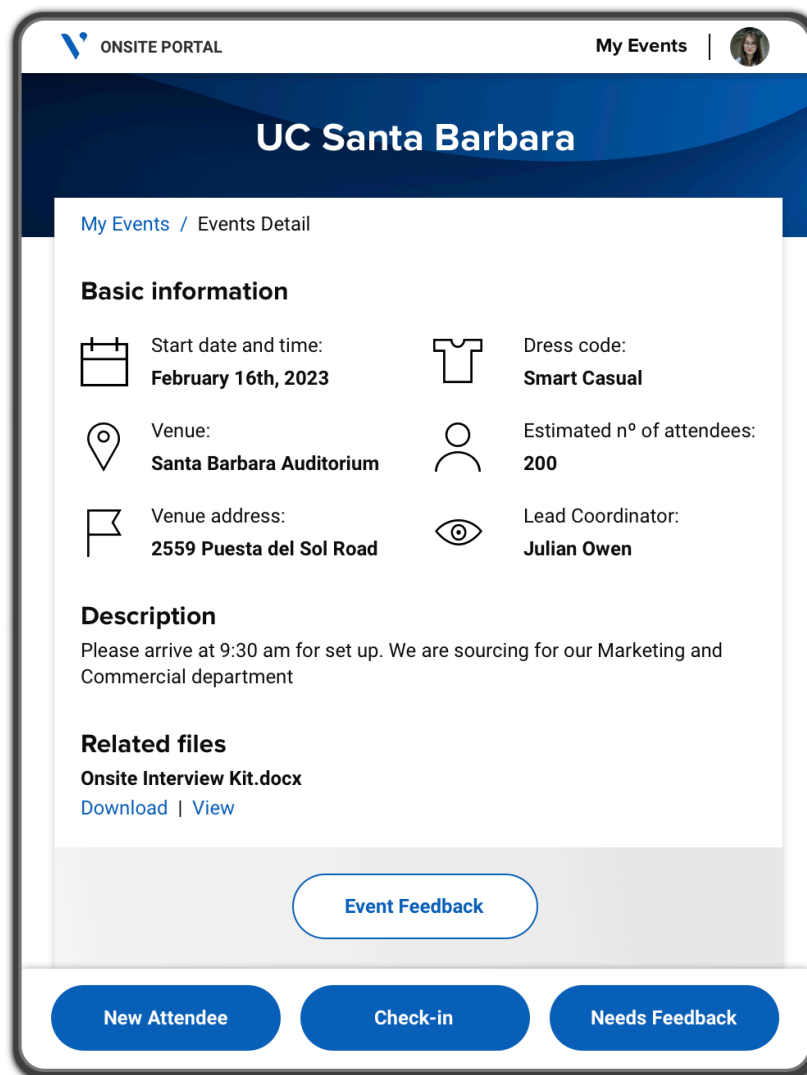 ONSITE PORTAL
My Events
UC Santa Barbara
My Events / Events Detail
Basic information
Start date and time:
February 16th, 2023
Dress code:
Smart Casual
Venue:
Santa Barbara Auditorium
Estimated nº of attendees:
200
Venue address:
2559 Puesta del Sol Road
Lead Coordinator:
Julian Owen
Description
Please arrive at 9:30 am for set up. We are sourcing for our Marketing and
Commercial department
Related files
Onsite Interview Kit.docx
Download | View
Event Feedback
New Attendee
Check-in
Needs Feedback